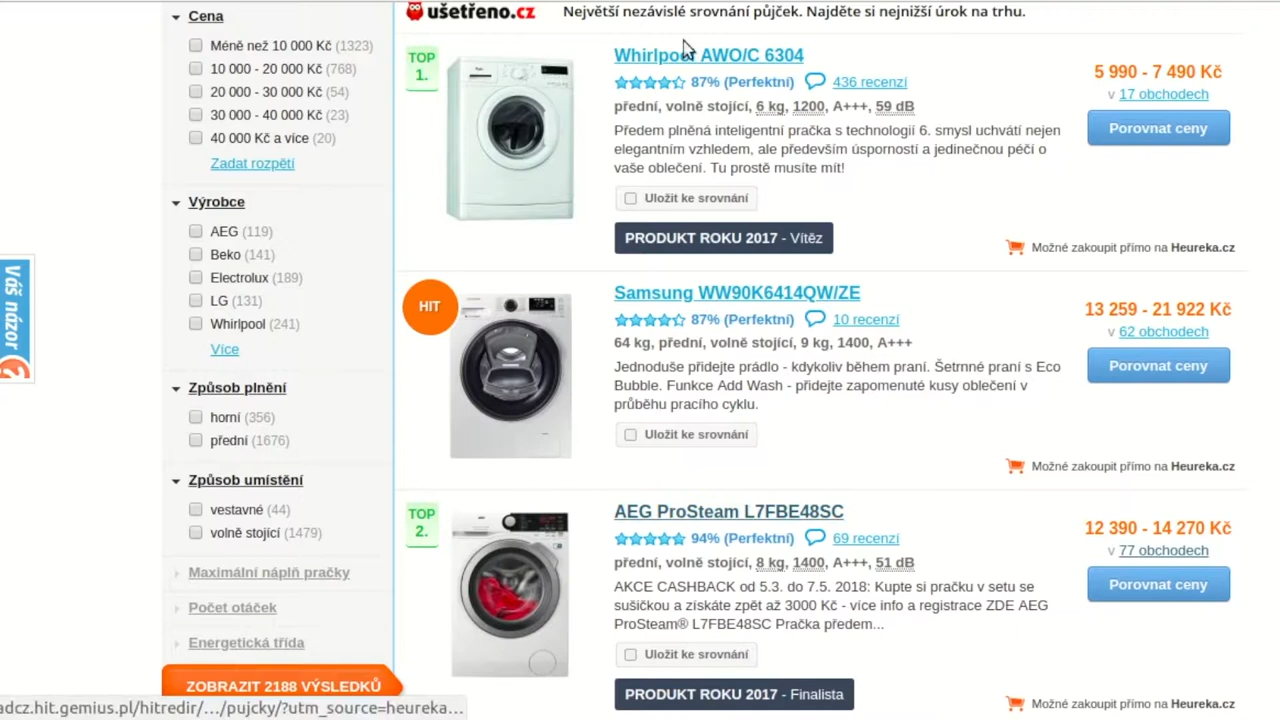 ušetřeno.cz
Největší nezávislé srovnání půjček. Najděte si nejnižší úrok na trhu.
Cena
Méně než 10 000 Kč (1323)
10 000 - 20 000 Kč (768)
20 000 - 30 000 Kč (54)
30 000 - 40 000 Kč (23)
40 000 Kč a více (20)
Zadat rozpětí
Výrobce
AEG (119)
Beko (141)
Electrolux (189)
LG (131)
Whirlpool (241)
Více
Způsob plnění
horní (356)
přední (1676)
Způsob umístění
vestavné (44)
volně stojící (1479)
Maximální náplň pračky
Počet otáček
Energetická třída
ZOBRAZIT 2188 VÝSLEDKŮ
Váš názor
TOP
1.
Whirlpool AWO/C 6304
87% (Perfektní) 436 recenzí
přední, volně stojící, 6 kg, 1200, A+++, 59 dB
Předem plněná inteligentní pračka s technologií 6. smysl uchvátí nejen
elegantním vzhledem, ale především úsporností a jedinečnou péčí o
vaše oblečení. Tu prostě musíte mít!
Uložit ke srovnání
PRODUKT ROKU 2017 - Vítěz
5 990 - 7 490 Kč
v 17 obchodech
Porovnat ceny
Možné zakoupit přímo na Heureka.cz
HIT
Samsung WW90K6414QW/ZE
87% (Perfektní) 10 recenzí
64 kg, přední, volně stojící, 9 kg, 1400, A+++
Jednoduše přidejte prádlo - kdykoliv během praní. Šetrnné praní s Eco
Bubble. Funkce Add Wash - přidejte zapomenuté kusy oblečení v
průběhu pracího cyklu.
Uložit ke srovnání
13 259 - 21 922 Kč
v 62 obchodech
Porovnat ceny
Možné zakoupit přímo na Heureka.cz
TOP
2.
AEG ProSteam L7FBE48SC
94% (Perfektní) 69 recenzí
přední, volně stojící, 8 kg, 1400, A+++, 51 dB
AKCE CASHBACK od 5.3. do 7.5. 2018: Kupte si pračku v setu se
sušičkou a získáte zpět až 3000 Kč - více info a registrace ZDE AEG
ProSteam® L7FBE48SC Pračka předem...
Uložit ke srovnání
PRODUKT ROKU 2017 - Finalista
12 390 - 14 270 Kč
v 77 obchodech
Porovnat ceny
Možné zakoupit přímo na Heureka.cz
adcz.hit.gemius.pl/hitredir/.../pujcky/?utm_source=heureka...